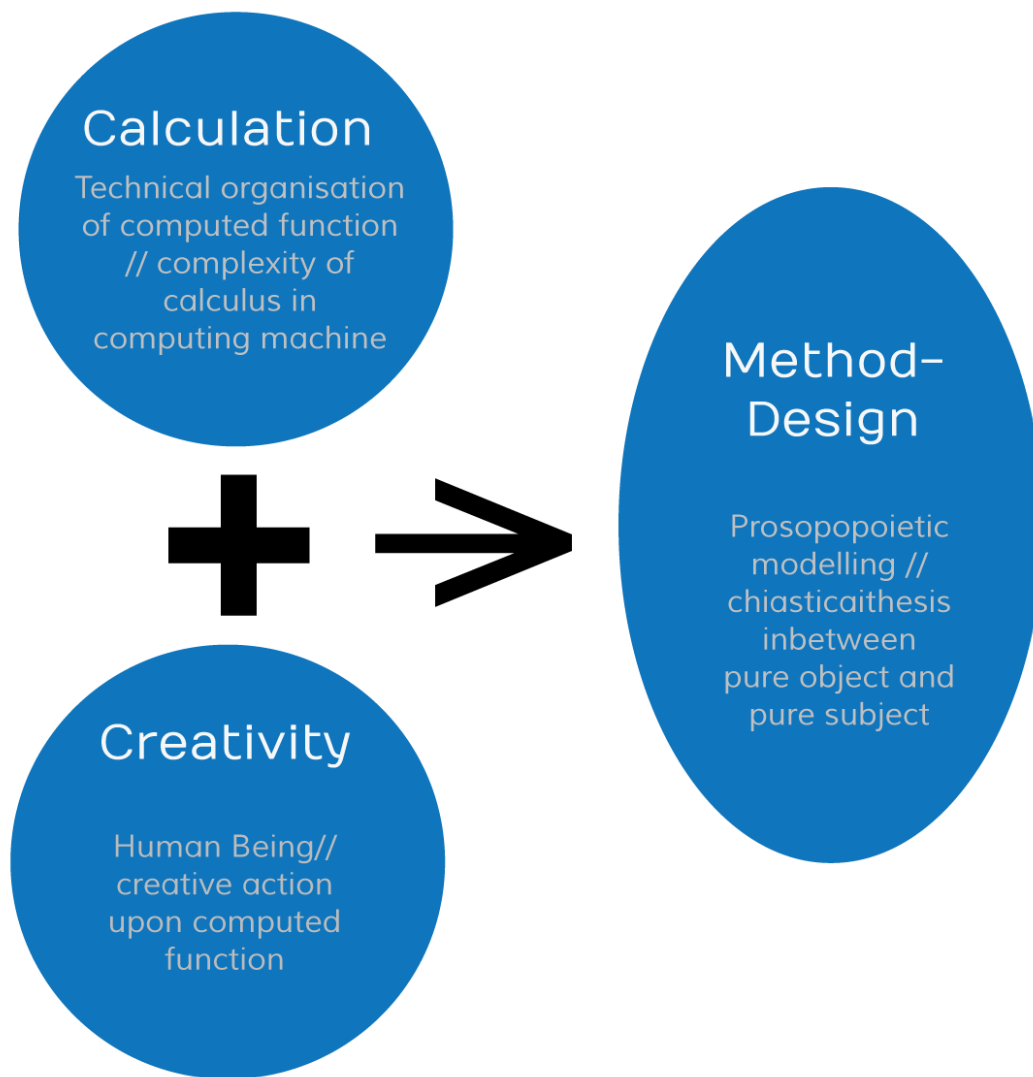 Calculation
Technical organisation
of computed function
// complexity of
calculus in
computing machine
Creativity
Human Being//
creative action
upon computed
function
Method-
Design
Prosopopoietic
modelling //
chiasticaithesis
inbetween
pure object and
pure subject